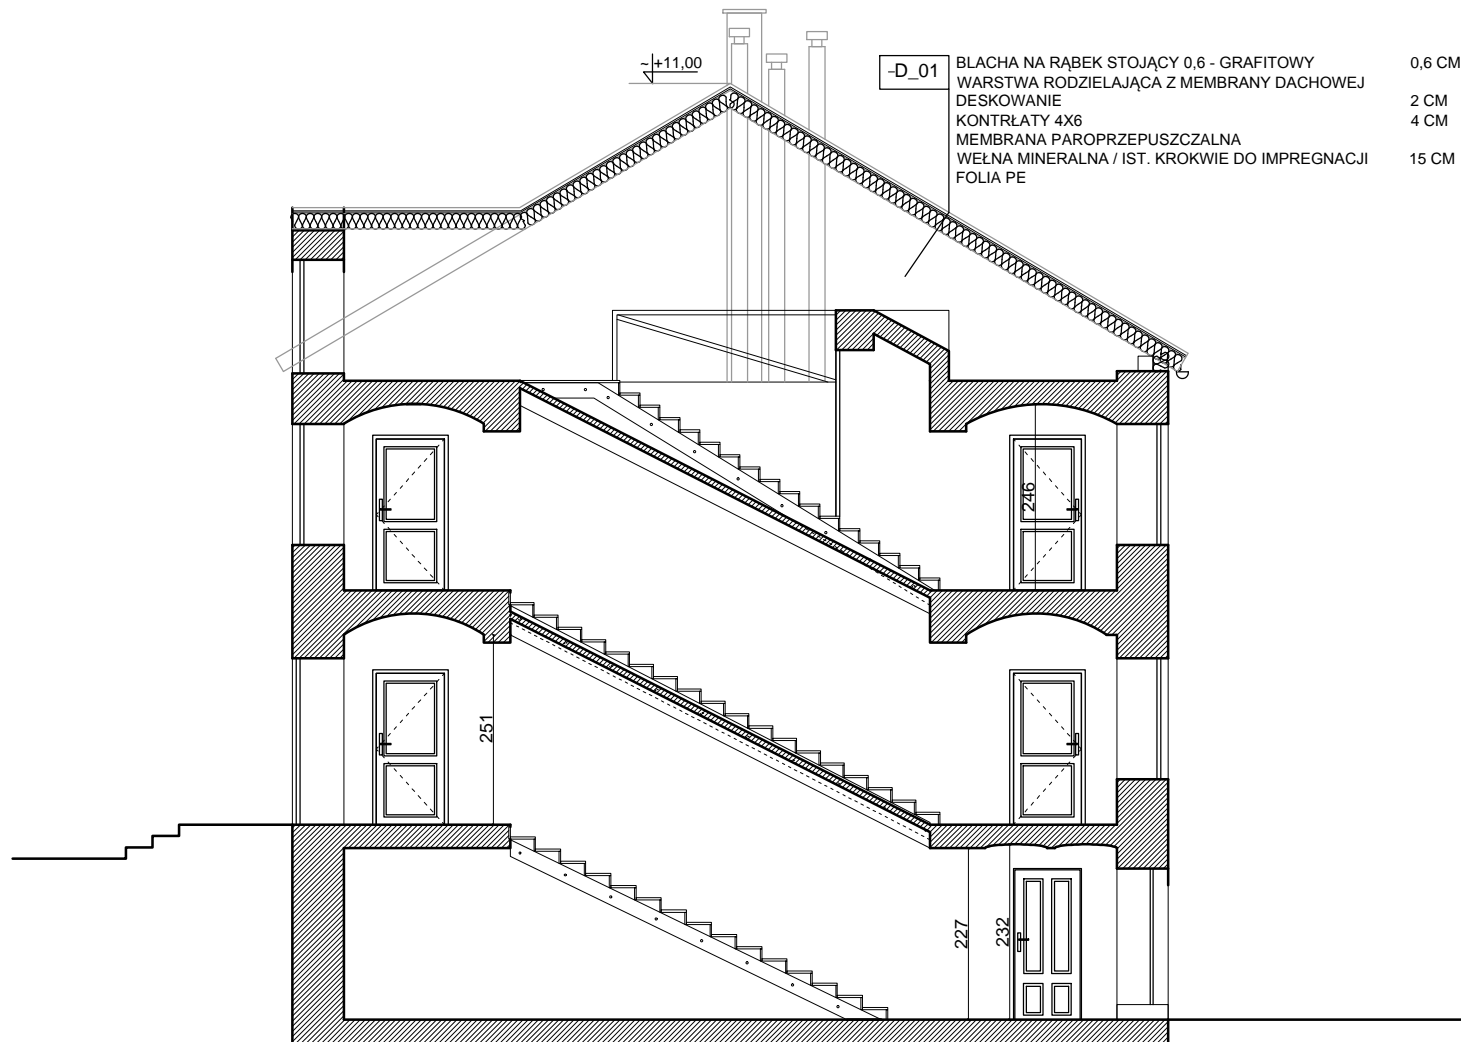 ~ +11,00
-D_01
BLACHA NA RĄBEK STOJĄCY 0,6 - GRAFITOWY 0,6 CM
WARSTWA RODZIELAJĄCA Z MEMBRANY DACHOWEJ
DESKOWANIE 2 CM
KONTRŁATY 4X6 4 CM
MEMBRANA PAROPRZEPUSZCZALNA
WEŁNA MINERALNA / IST. KROKWIE DO IMPREGNACJI 15 CM
FOLIA PE
246
251
227
232